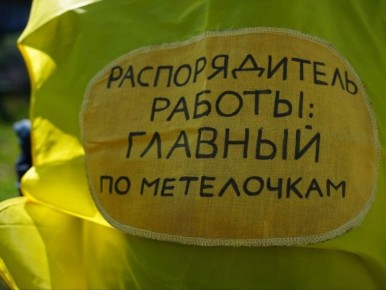 РАСПОРЯДИТЕЛЬ
РАБОТЫ:
ГЛАВНЫЙ
ПО МЕТЕЛОЧКАМ